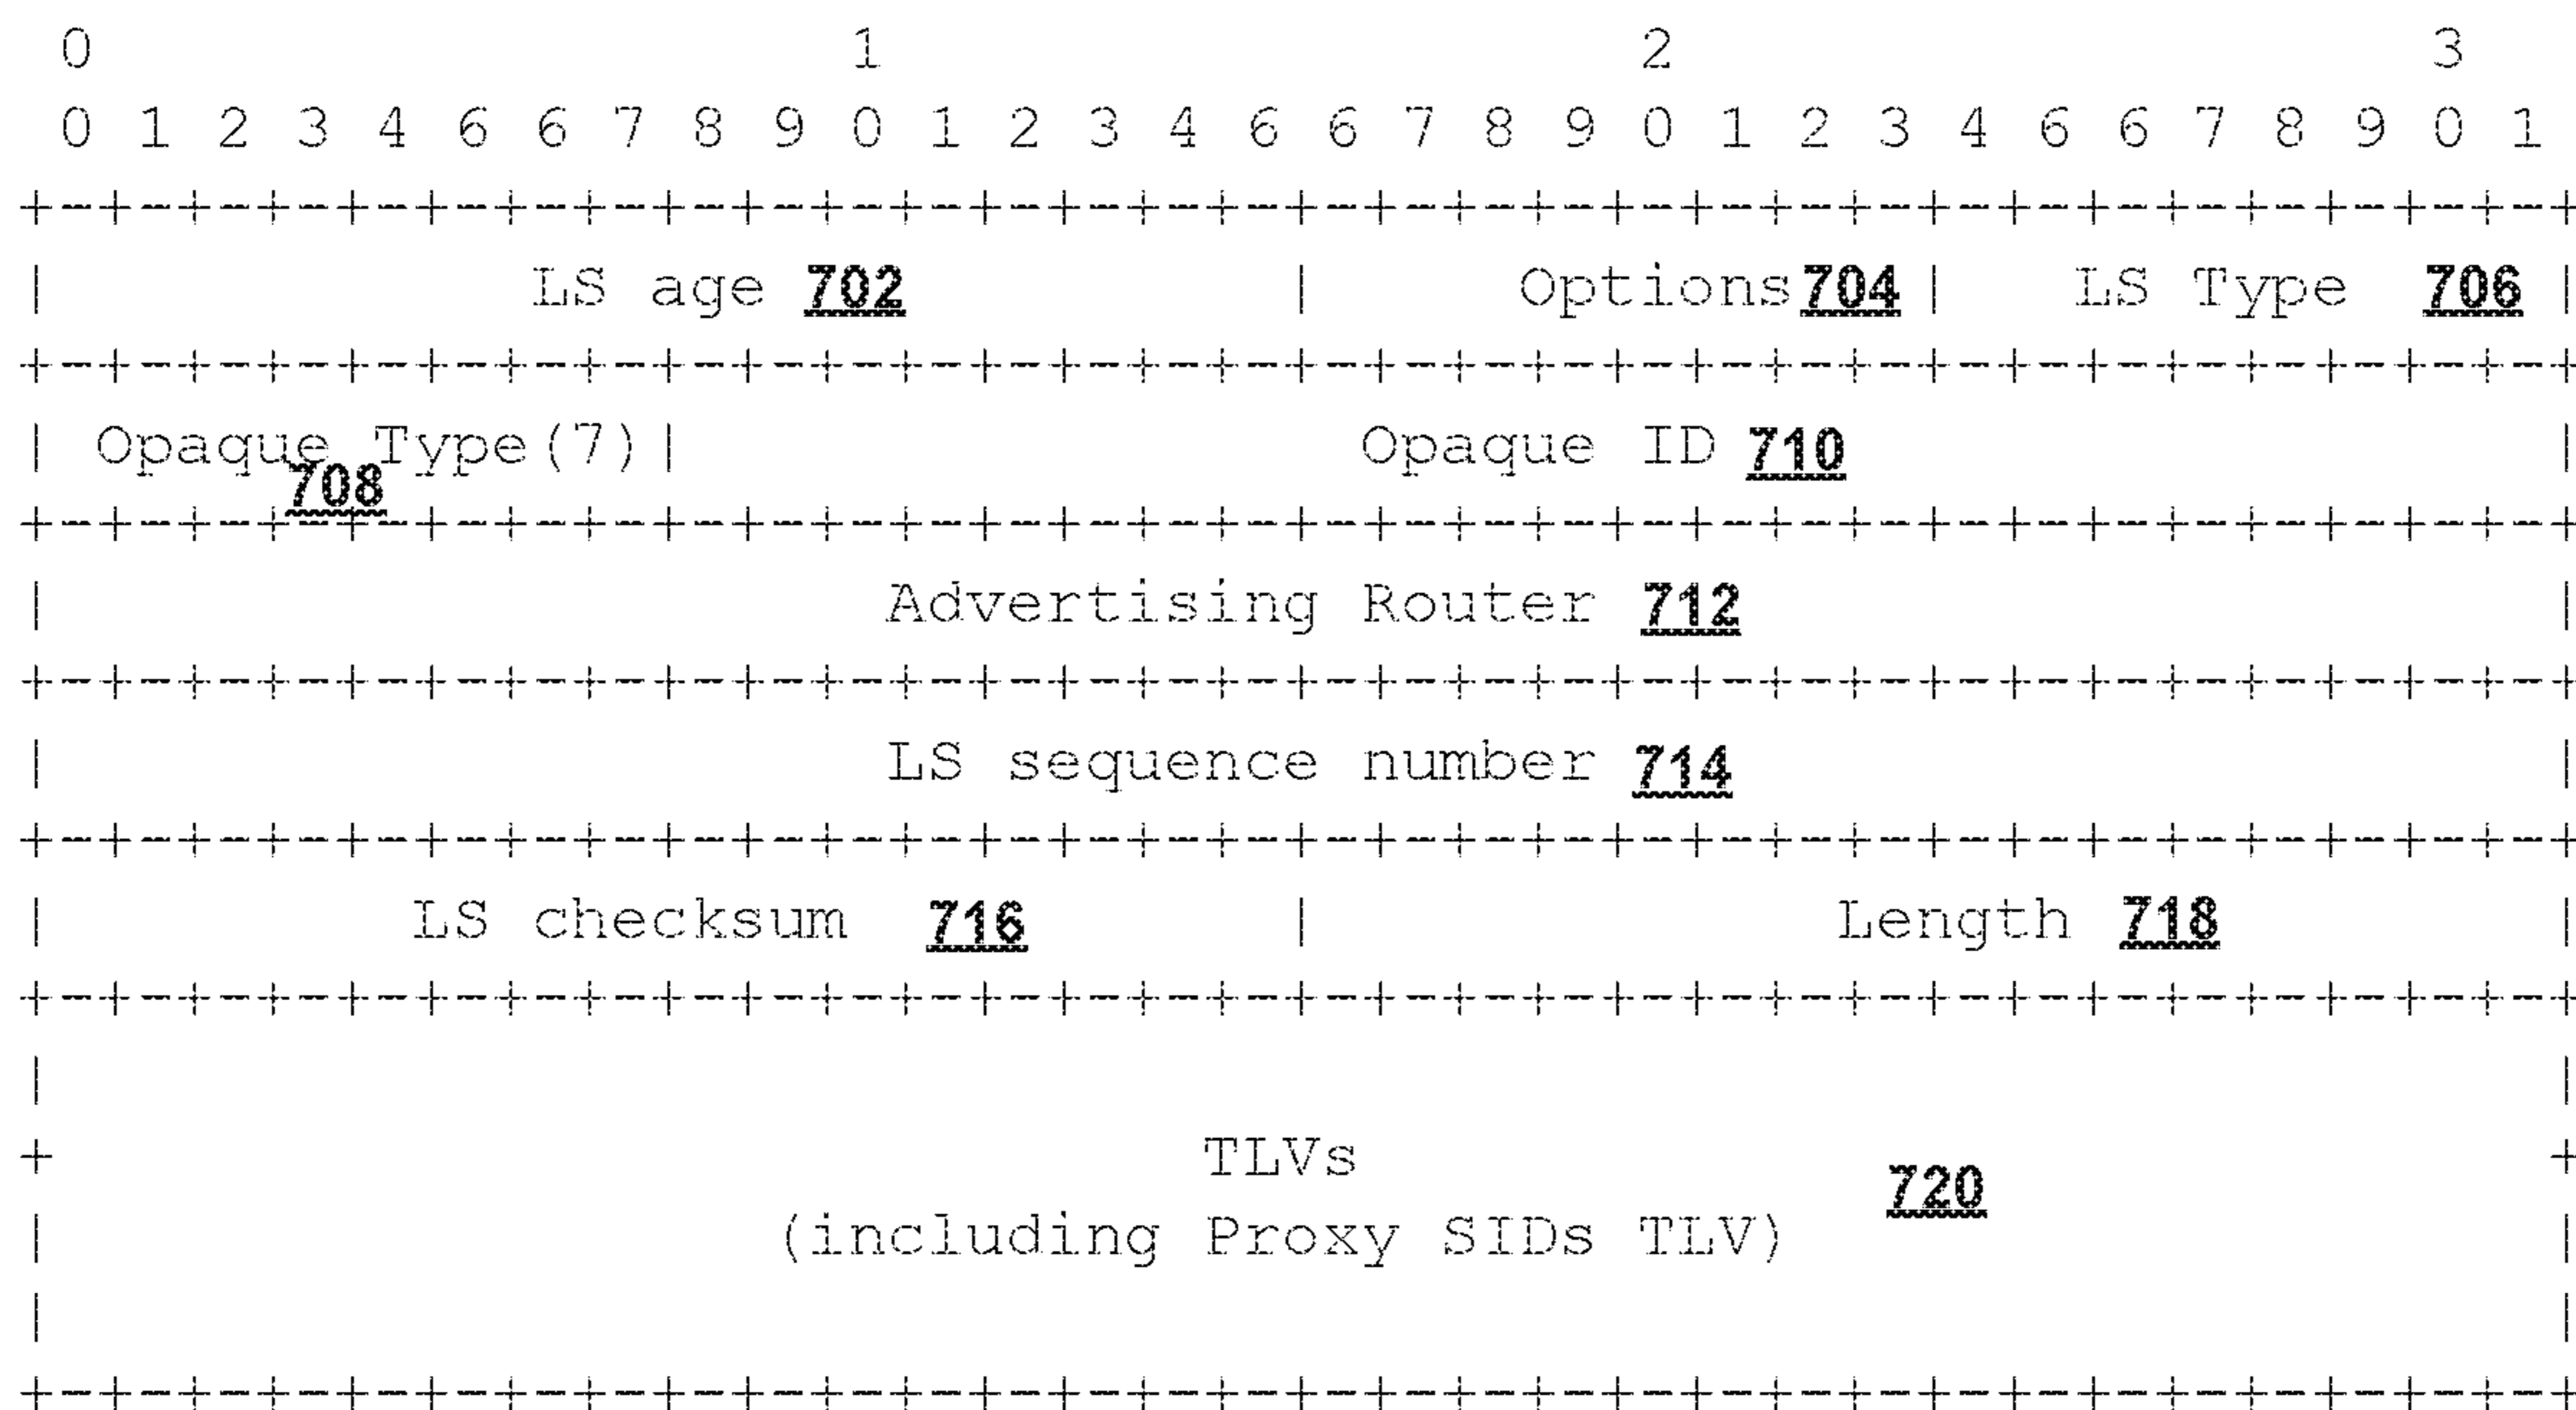 0 1 2 3
0 1 2 3 4 6 6 7 8 9 0 1 2 3 4 6 6 7 8 9 0 1 2 3 4 6 6 7 8 9 0 1
+-+-+-+-+-+-+-+-+-+-+-+-+-+-+-+-+-+-+-+-+-+-+-+-+-+-+-+-+-+-+-+-+
| LS age 702 | Options 704 | LS Type 706 |
+-+-+-+-+-+-+-+-+-+-+-+-+-+-+-+-+-+-+-+-+-+-+-+-+-+-+-+-+-+-+-+-+
| Opaque Type(7) | Opaque ID 710 |
708
+-+-+-+-+-+-+-+-+-+-+-+-+-+-+-+-+-+-+-+-+-+-+-+-+-+-+-+-+-+-+-+-+
| Advertising Router 712 |
+-+-+-+-+-+-+-+-+-+-+-+-+-+-+-+-+-+-+-+-+-+-+-+-+-+-+-+-+-+-+-+-+
| LS sequence number 714 |
+-+-+-+-+-+-+-+-+-+-+-+-+-+-+-+-+-+-+-+-+-+-+-+-+-+-+-+-+-+-+-+-+
| LS checksum 716 | Length 718 |
+-+-+-+-+-+-+-+-+-+-+-+-+-+-+-+-+-+-+-+-+-+-+-+-+-+-+-+-+-+-+-+-+
| |
+ TLVs +
720
| (including Proxy SIDs TLV) |
| |
+-+-+-+-+-+-+-+-+-+-+-+-+-+-+-+-+-+-+-+-+-+-+-+-+-+-+-+-+-+-+-+-+